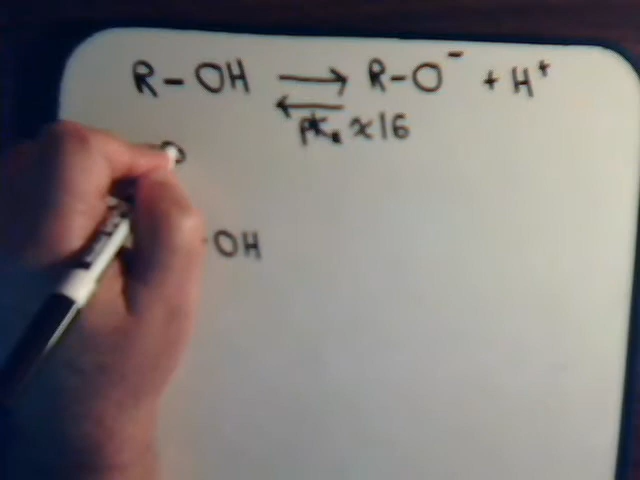 R – OH ⇄ R – O⁻ + H⁺
pKa ≈ 16
O
OH